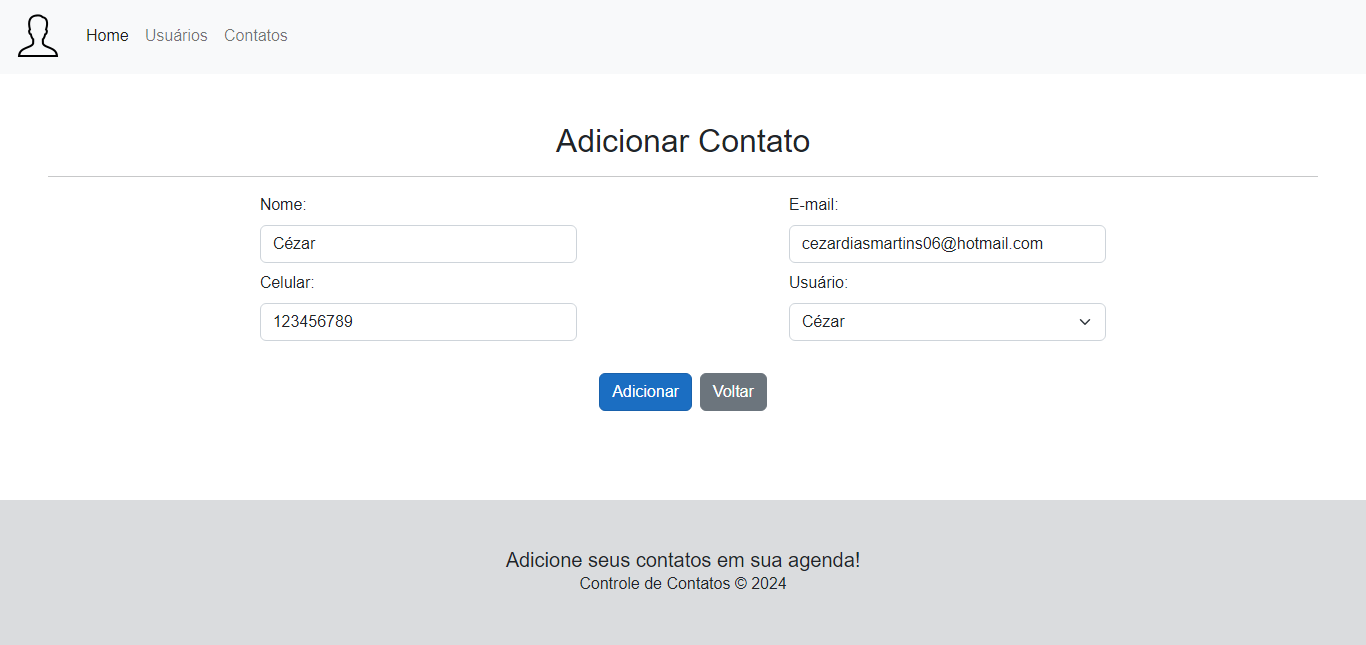 Home Usuários Contatos
Adicionar Contato
Nome: E-mail:
Cézar cezardiasmartins06@hotmail.com
Celular: Usuário:
123456789 Cézar
Adicionar Voltar
Adicione seus contatos em sua agenda!
Controle de Contatos © 2024